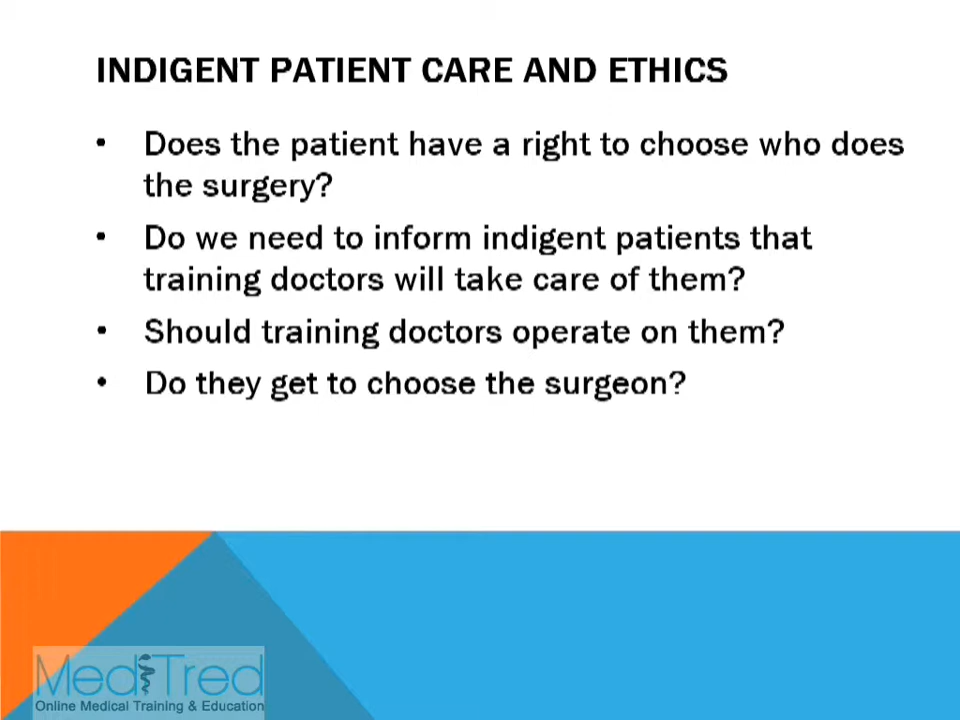 INDIGENT PATIENT CARE AND ETHICS
• Does the patient have a right to choose who does
the surgery?
• Do we need to inform indigent patients that
training doctors will take care of them?
• Should training doctors operate on them?
• Do they get to choose the surgeon?
MediTred
Online Medical Training & Education